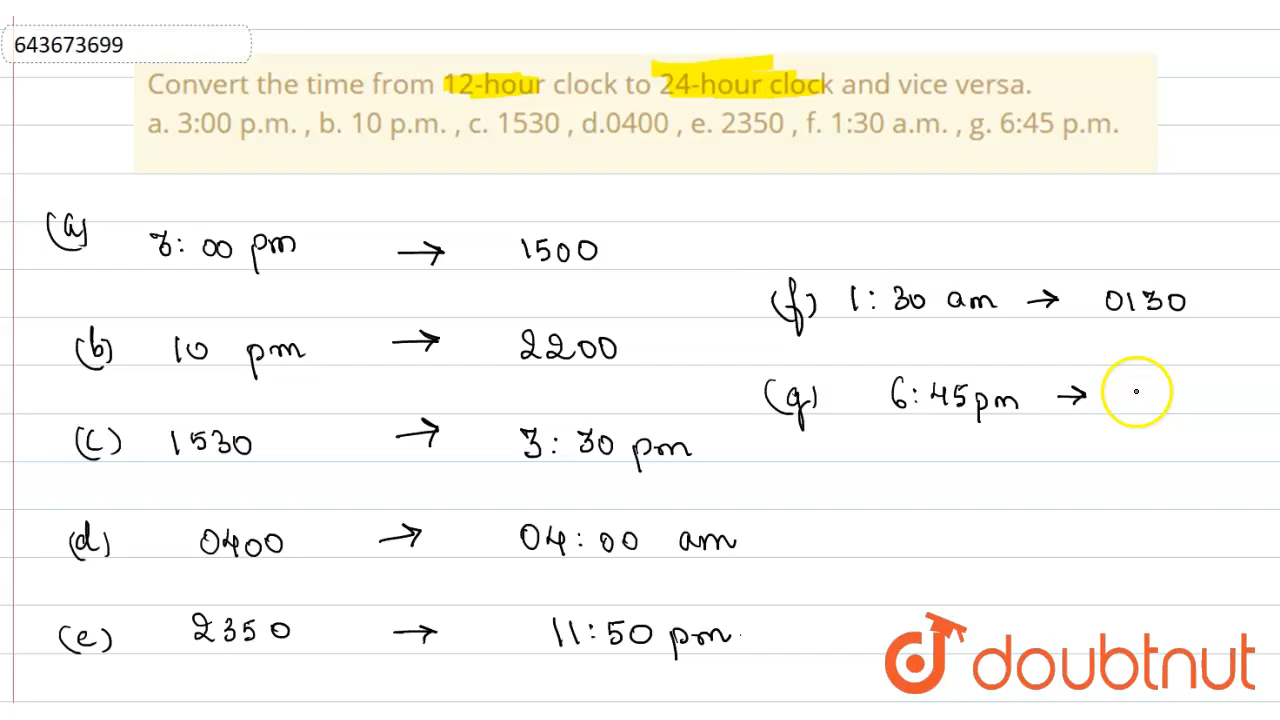 643673699
Convert the time from 12-hour clock to 24-hour clock and vice versa.
a. 3:00 p.m. , b. 10 p.m. , c. 1530 , d.0400 , e. 2350 , f. 1:30 a.m. , g. 6:45 p.m.
(a) 3:00 pm → 1500
(b) 10 pm → 2200
(c) 1530 → 3:30 pm
(d) 0400 → 04:00 am
(e) 2350 → 11:50 pm.
(f) 1:30 am → 0130
(g) 6:45 pm →
doubtnut